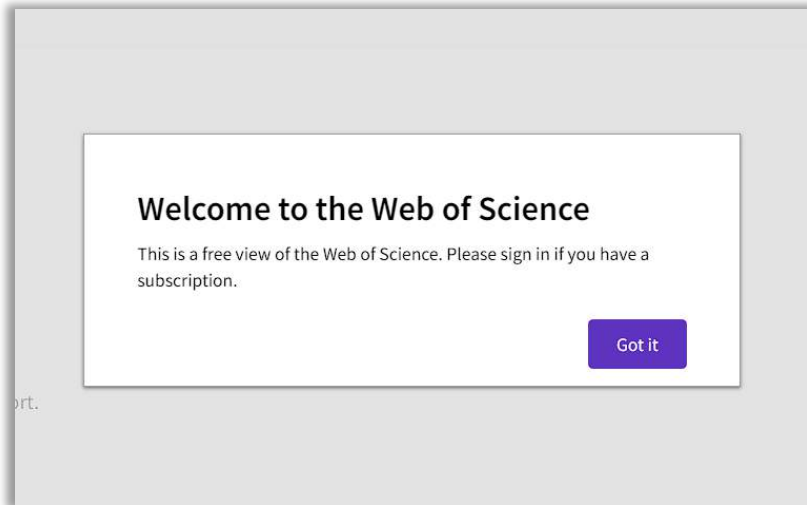 Welcome to the Web of Science
This is a free view of the Web of Science. Please sign in if you have a
subscription.
Got it
ort.